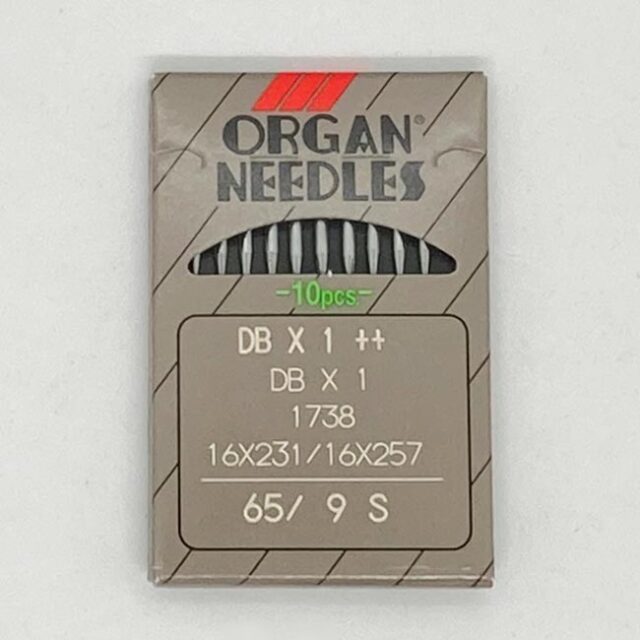 ORGAN®
NEEDLES
-10pcs-
DB X 1 ++
DB X 1
1738
16X231/16X257
65/ 9 S